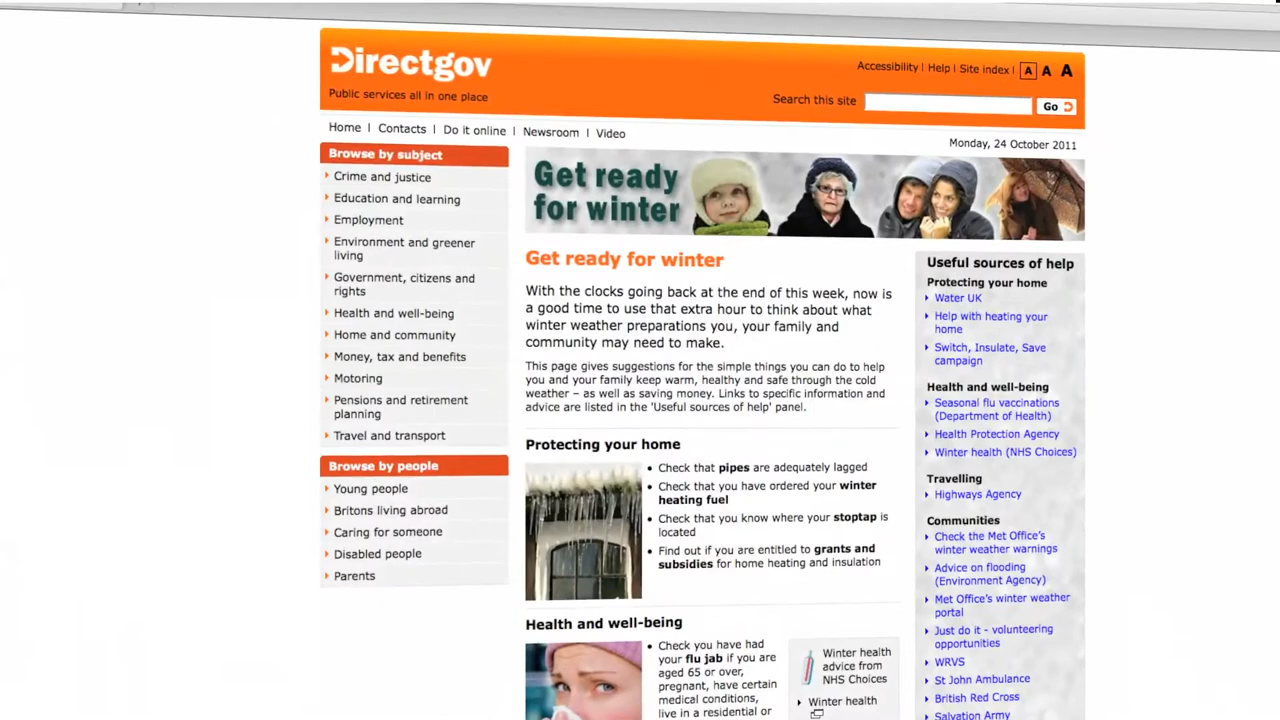 Directgov
Public services all in one place
Accessibility | Help | Site index | A A A
Search this site Go
Home | Contacts | Do it online | Newsroom | Video
Monday, 24 October 2011
Browse by subject
Crime and justice
Education and learning
Employment
Environment and greener
living
Government, citizens and
rights
Health and well-being
Home and community
Money, tax and benefits
Motoring
Pensions and retirement
planning
Travel and transport
Browse by people
Young people
Britons living abroad
Caring for someone
Disabled people
Parents
Get ready
for winter
Get ready for winter
With the clocks going back at the end of this week, now is
a good time to use that extra hour to think about what
winter weather preparations you, your family and
community may need to make.
This page gives suggestions for the simple things you can do to help
you and your family keep warm, healthy and safe through the cold
weather – as well as saving money. Links to specific information and
advice are listed in the 'Useful sources of help' panel.
Protecting your home
• Check that pipes are adequately lagged
• Check that you have ordered your winter
heating fuel
• Check that you know where your stoptap is
located
• Find out if you are entitled to grants and
subsidies for home heating and insulation
Health and well-being
• Check you have had
your flu jab if you are
aged 65 or over,
pregnant, have certain
medical conditions,
live in a residential or
Winter health
advice from
NHS Choices
Winter health
Useful sources of help
Protecting your home
Water UK
Help with heating your
home
Switch, Insulate, Save
campaign
Health and well-being
Seasonal flu vaccinations
(Department of Health)
Health Protection Agency
Winter health (NHS Choices)
Travelling
Highways Agency
Communities
Check the Met Office's
winter weather warnings
Advice on flooding
(Environment Agency)
Met Office's winter weather
portal
Just do it - volunteering
opportunities
WRVS
St John Ambulance
British Red Cross
Salvation Army